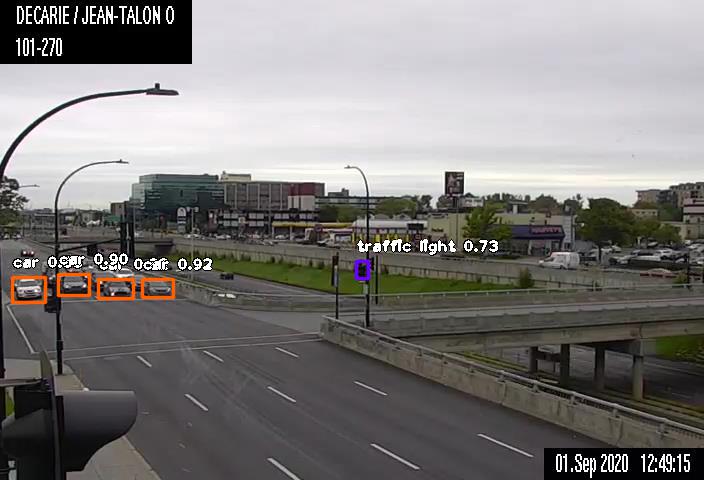 DECARIE / JEAN-TALON O
101-270
traffic light 0.73
car 0.90
0.92
01.Sep 2020 12:49:15